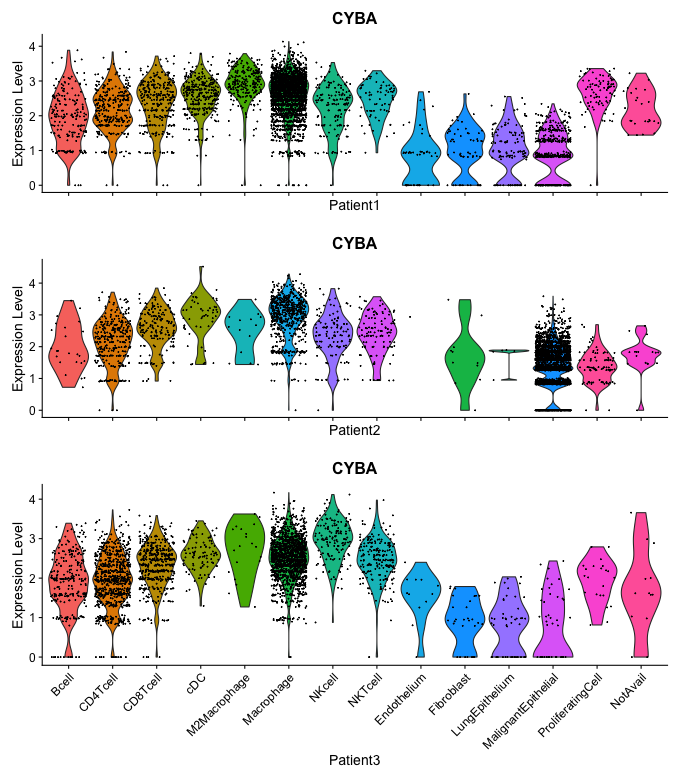 CYBA
Expression Level
4
3
2
1
0
Patient1
CYBA
Expression Level
4
3
2
1
0
Patient2
CYBA
Expression Level
4
3
2
1
0
Bcell
CD4Tcell
CD8Tcell
cDC
M2Macrophage
Macrophage
NKcell
NKTcell
Endothelium
Fibroblast
LungEpithelium
MalignantEpithelial
ProliferatingCell
NotAvail
Patient3